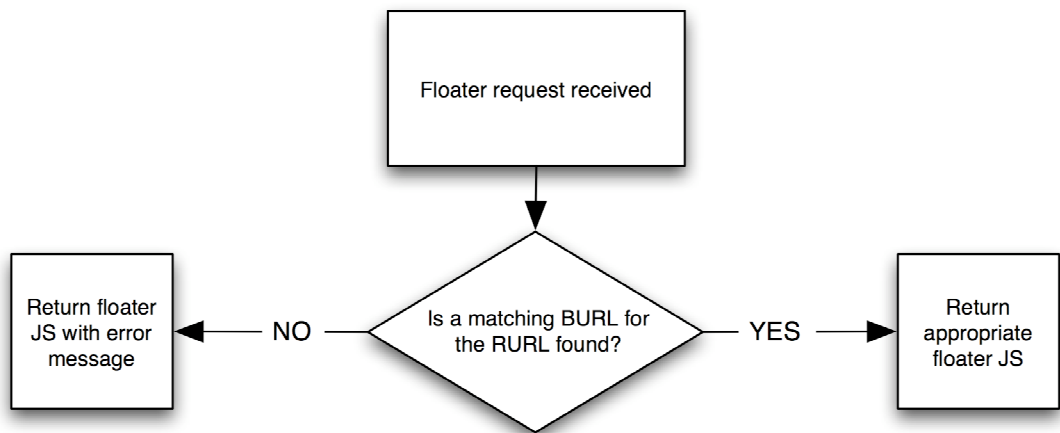 Floater request received
Return floater
JS with error
message
NO
Is a matching BURL for
the RURL found?
YES
Return
appropriate
floater JS